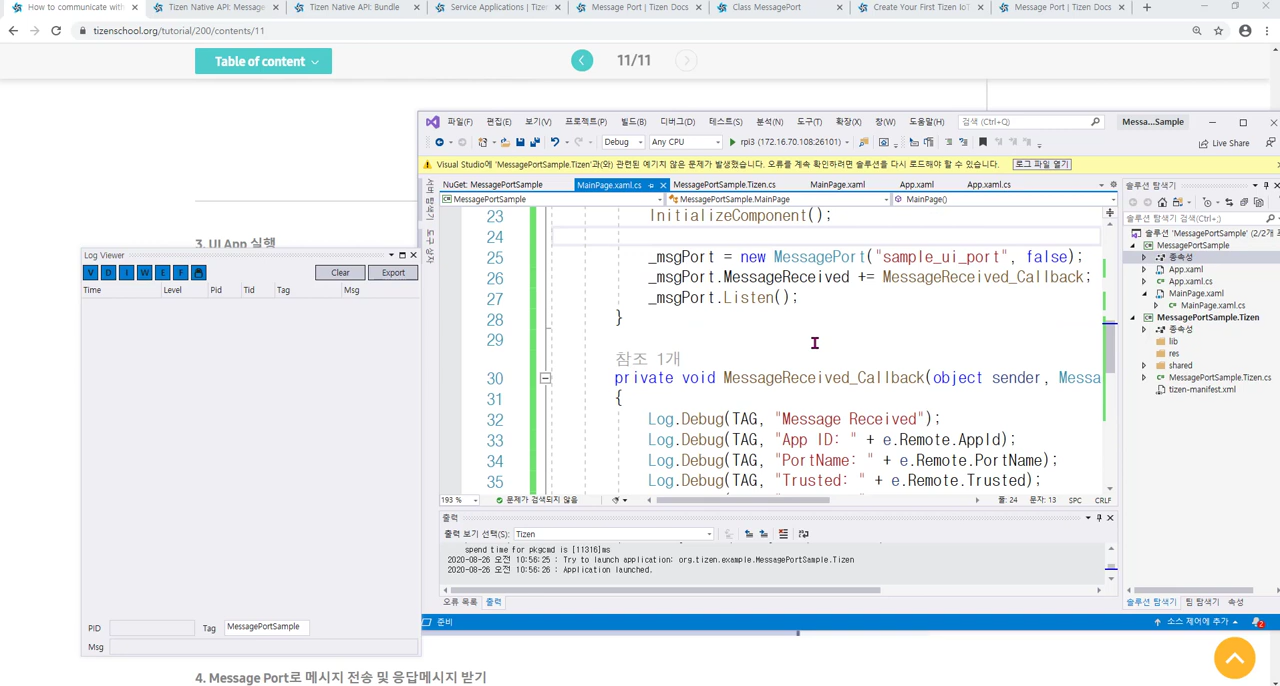 How to communicate with
Tizen Native API: Message
Tizen Native API: Bundle
Service Applications | Tizen
Message Port | Tizen Docs
Class MessagePort
Create Your First Tizen IoT
Message Port | Tizen Docs
tizenschool.org/tutorial/200/contents/11
Table of content
11/11
파일(F) 편집(E) 보기(V) 프로젝트(P) 빌드(B) 디버그(D) 테스트(S) 분석(N) 도구(T) 확장(X) 창(W) 도움말(H) 검색 (Ctrl+Q) Messa...Sample
Debug Any CPU rpi3 (172.16.70.108:26101) Live Share
Visual Studio에 'MessagePortSample.Tizen'과(와) 관련된 예기치 않은 문제가 발생했습니다. 오류를 계속 확인하려면 솔루션을 다시 로드해야 할 수 있습니다. 로그 파일 열기
서버 탐색기
도구 상자
NuGet: MessagePortSample MainPage.xaml.cs MessagePortSample.Tizen.cs MainPage.xaml App.xaml App.xaml.cs
MessagePortSample MessagePortSample.MainPage MainPage()
23 InitializeComponent();
24
25 _msgPort = new MessagePort("sample_ui_port", false);
26 _msgPort.MessageReceived += MessageReceived_Callback;
27 _msgPort.Listen();
28 }
29
참조 1개
30 private void MessageReceived_Callback(object sender, Messa
31 {
32 Log.Debug(TAG, "Message Received");
33 Log.Debug(TAG, "App ID: " + e.Remote.AppId);
34 Log.Debug(TAG, "PortName: " + e.Remote.PortName);
35 Log.Debug(TAG, "Trusted: " + e.Remote.Trusted);
193 % 문제가 검색되지 않음 줄: 24 문자: 13 SPC CRLF
출력
출력 보기 선택(S): Tizen
spend time for pkgcmd is [11316]ms
2020-08-26 오전 10:56:25 : Try to launch application: org.tizen.example.MessagePortSample.Tizen
2020-08-26 오전 10:56:26 : Application launched.
오류 목록 출력
준비
소스 제어에 추가 2
솔루션 탐색기
솔루션 탐색기 검색(Ctrl+;)
솔루션 'MessagePortSample' (2/2개
MessagePortSample
종속성
App.xaml
App.xaml.cs
MainPage.xaml
MainPage.xaml.cs
MessagePortSample.Tizen
종속성
lib
res
shared
MessagePortSample.Tizen.cs
tizen-manifest.xml
솔루션 탐색기 팀 탐색기 속성
3. UI App 실행
Log Viewer
V D I W E F Clear Export
Time Level Pid Tid Tag Msg
PID Tag MessagePortSample
Msg
4. Message Port로 메시지 전송 및 응답메시지 받기